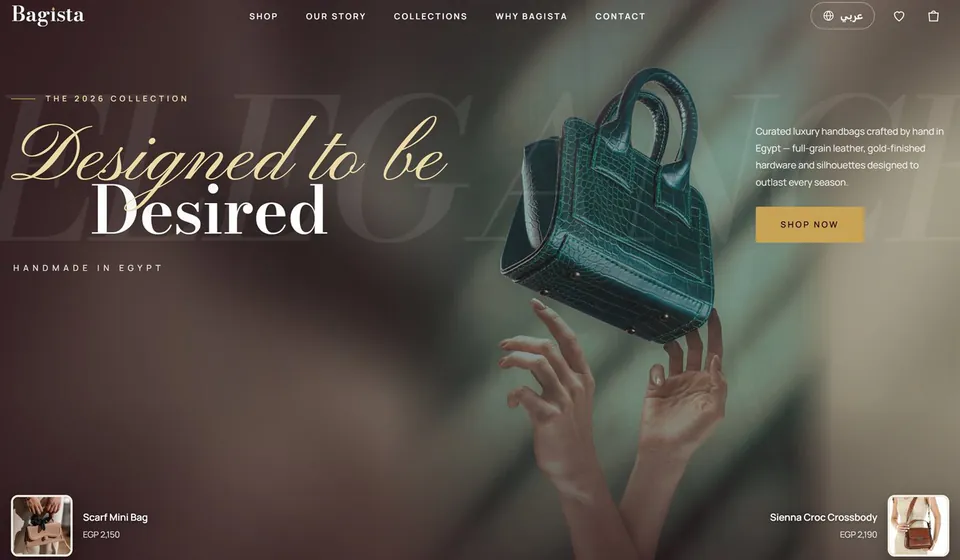 Bagista
SHOP
OUR STORY
COLLECTIONS
WHY BAGISTA
CONTACT
عربي
THE 2026 COLLECTION
ELEGANCE
Designed to be
Desired
HANDMADE IN EGYPT
Curated luxury handbags crafted by hand in
Egypt — full-grain leather, gold-finished
hardware and silhouettes designed to
outlast every season.
SHOP NOW
Scarf Mini Bag
EGP 2,150
Sienna Croc Crossbody
EGP 2,190